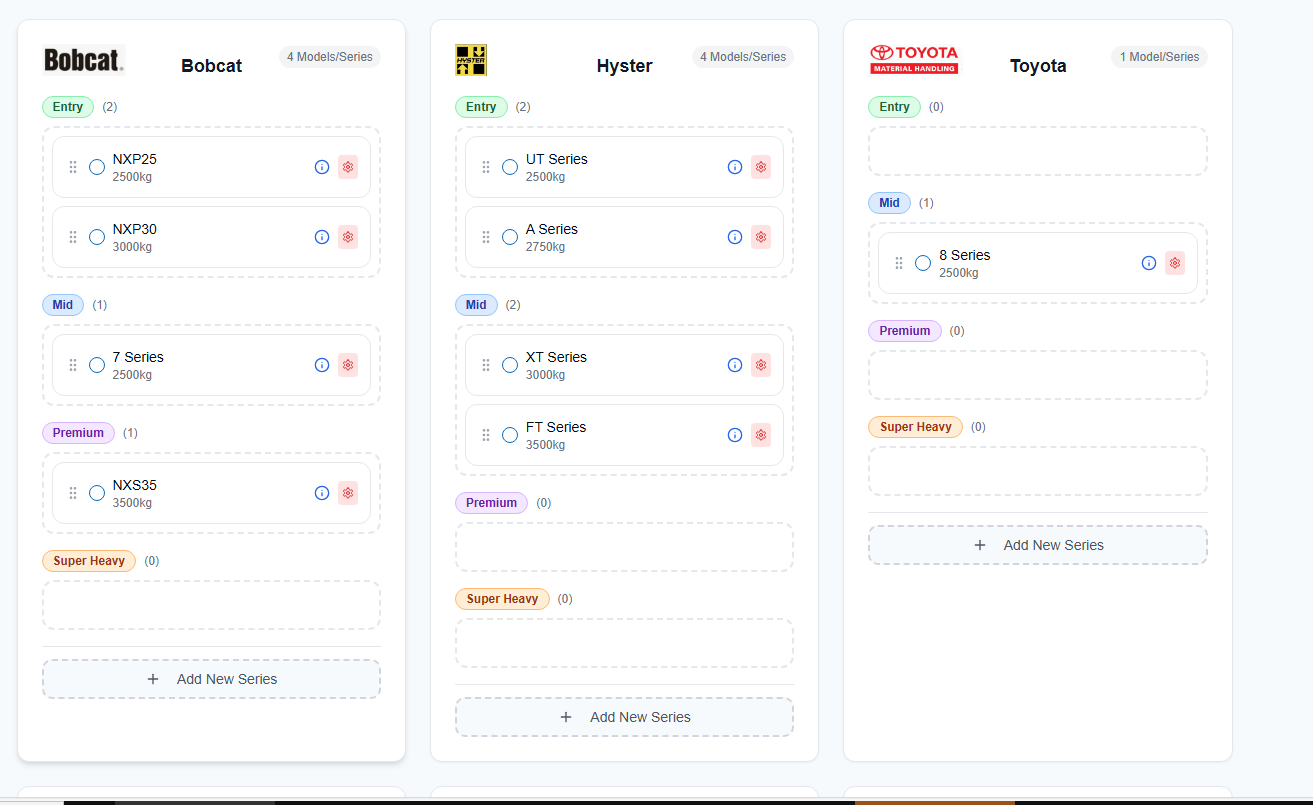 Bobcat.
Bobcat
4 Models/Series
Entry (2)
NXP25
2500kg
NXP30
3000kg
Mid (1)
7 Series
2500kg
Premium (1)
NXS35
3500kg
Super Heavy (0)
+ Add New Series
HYSTER
Hyster
4 Models/Series
Entry (2)
UT Series
2500kg
A Series
2750kg
Mid (2)
XT Series
3000kg
FT Series
3500kg
Premium (0)
Super Heavy (0)
+ Add New Series
TOYOTA
MATERIAL HANDLING
Toyota
1 Model/Series
Entry (0)
Mid (1)
8 Series
2500kg
Premium (0)
Super Heavy (0)
+ Add New Series